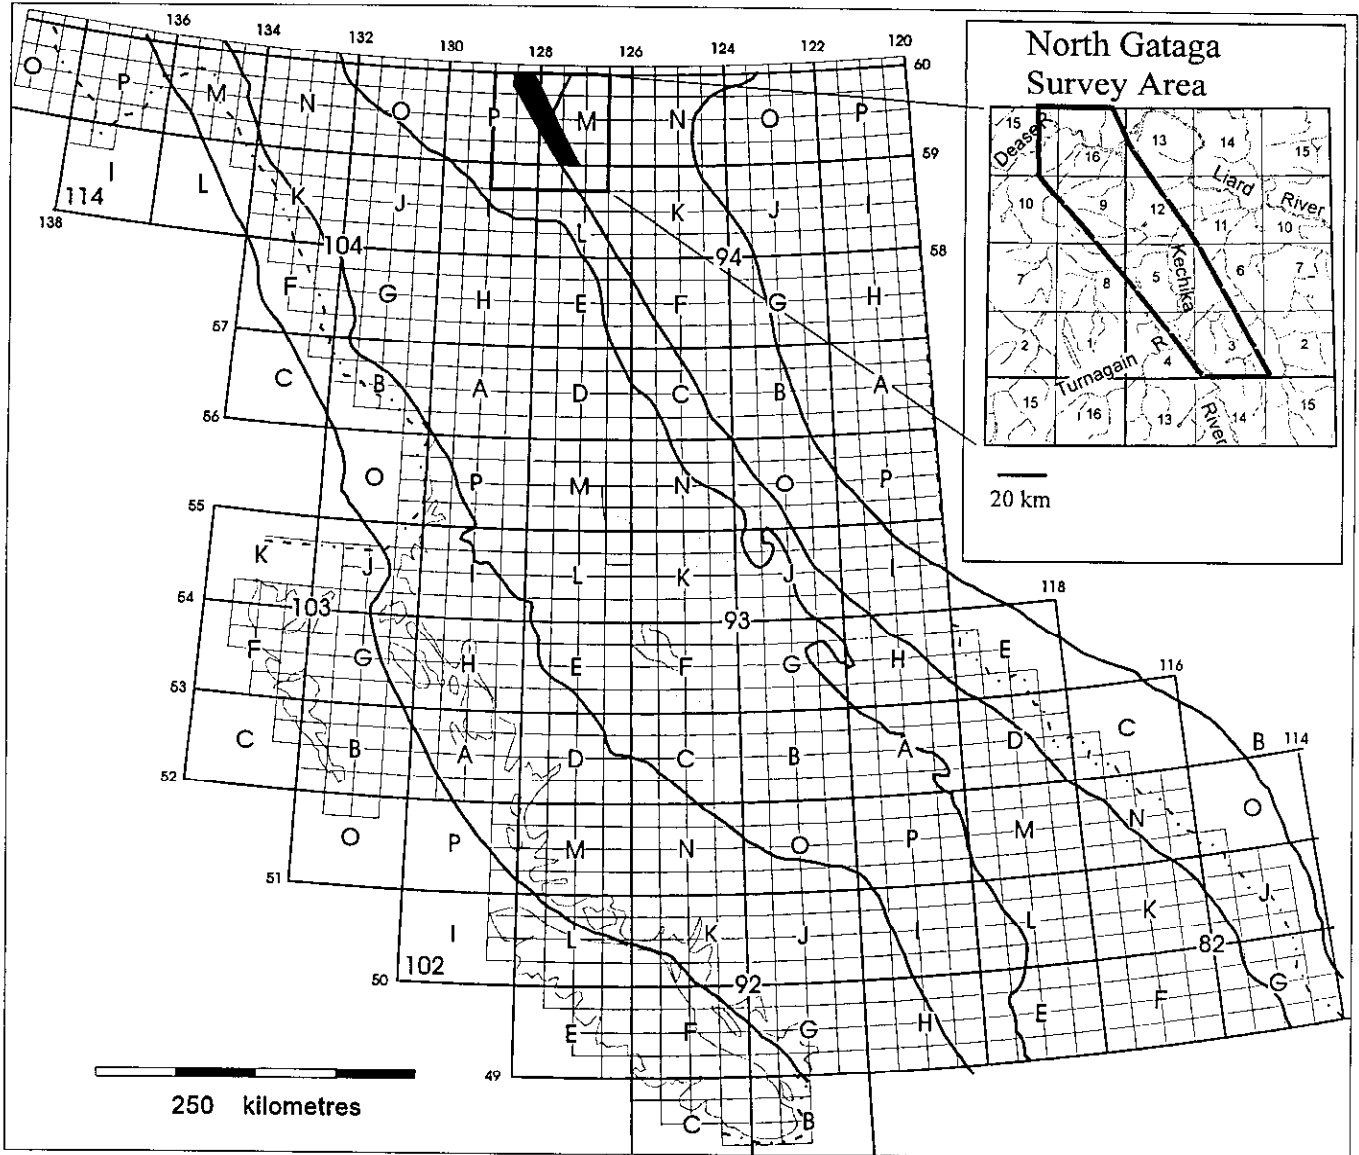 136 134 132 130 128 126 124 122 120
60
North Gataga
Survey Area
O P M N O P M N O P
59
15 16 13 14 15
Dease R
Liard River
10 9 12 11 10
I L K J L K J
114 138
104 94 58
7 8 5 6 7
Kechika
F G H E F G H
57
2 1 4 3 2
Turnagain R
River
C B A D C B A
56
15 16 13 14 15
20 km
O P M N O P
55
K J I L K J I
118
54 103 93
F G H E F G H E
116
53
C B A D C B A D C B 114
52
O P M N O P M N O
51
I L K J I L K J
50 102 92 82
E F G H E F G
49
250 kilometres
C B